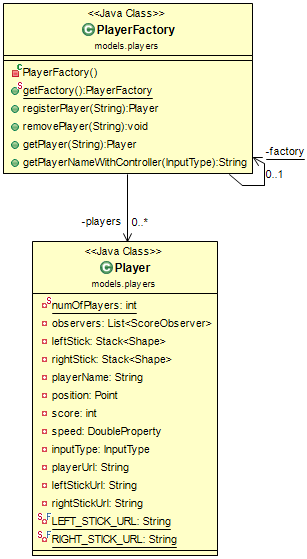 <<Java Class>>
PlayerFactory
models.players
PlayerFactory()
getFactory():PlayerFactory
registerPlayer(String):Player
removePlayer(String):void
getPlayer(String):Player
getPlayerNameWithController(InputType):String
-factory
0..1
-players
0..*
<<Java Class>>
Player
models.players
numOfPlayers: int
observers: List<ScoreObserver>
leftStick: Stack<Shape>
rightStick: Stack<Shape>
playerName: String
position: Point
score: int
speed: DoubleProperty
inputType: InputType
playerUrl: String
leftStickUrl: String
rightStickUrl: String
LEFT_STICK_URL: String
RIGHT_STICK_URL: String